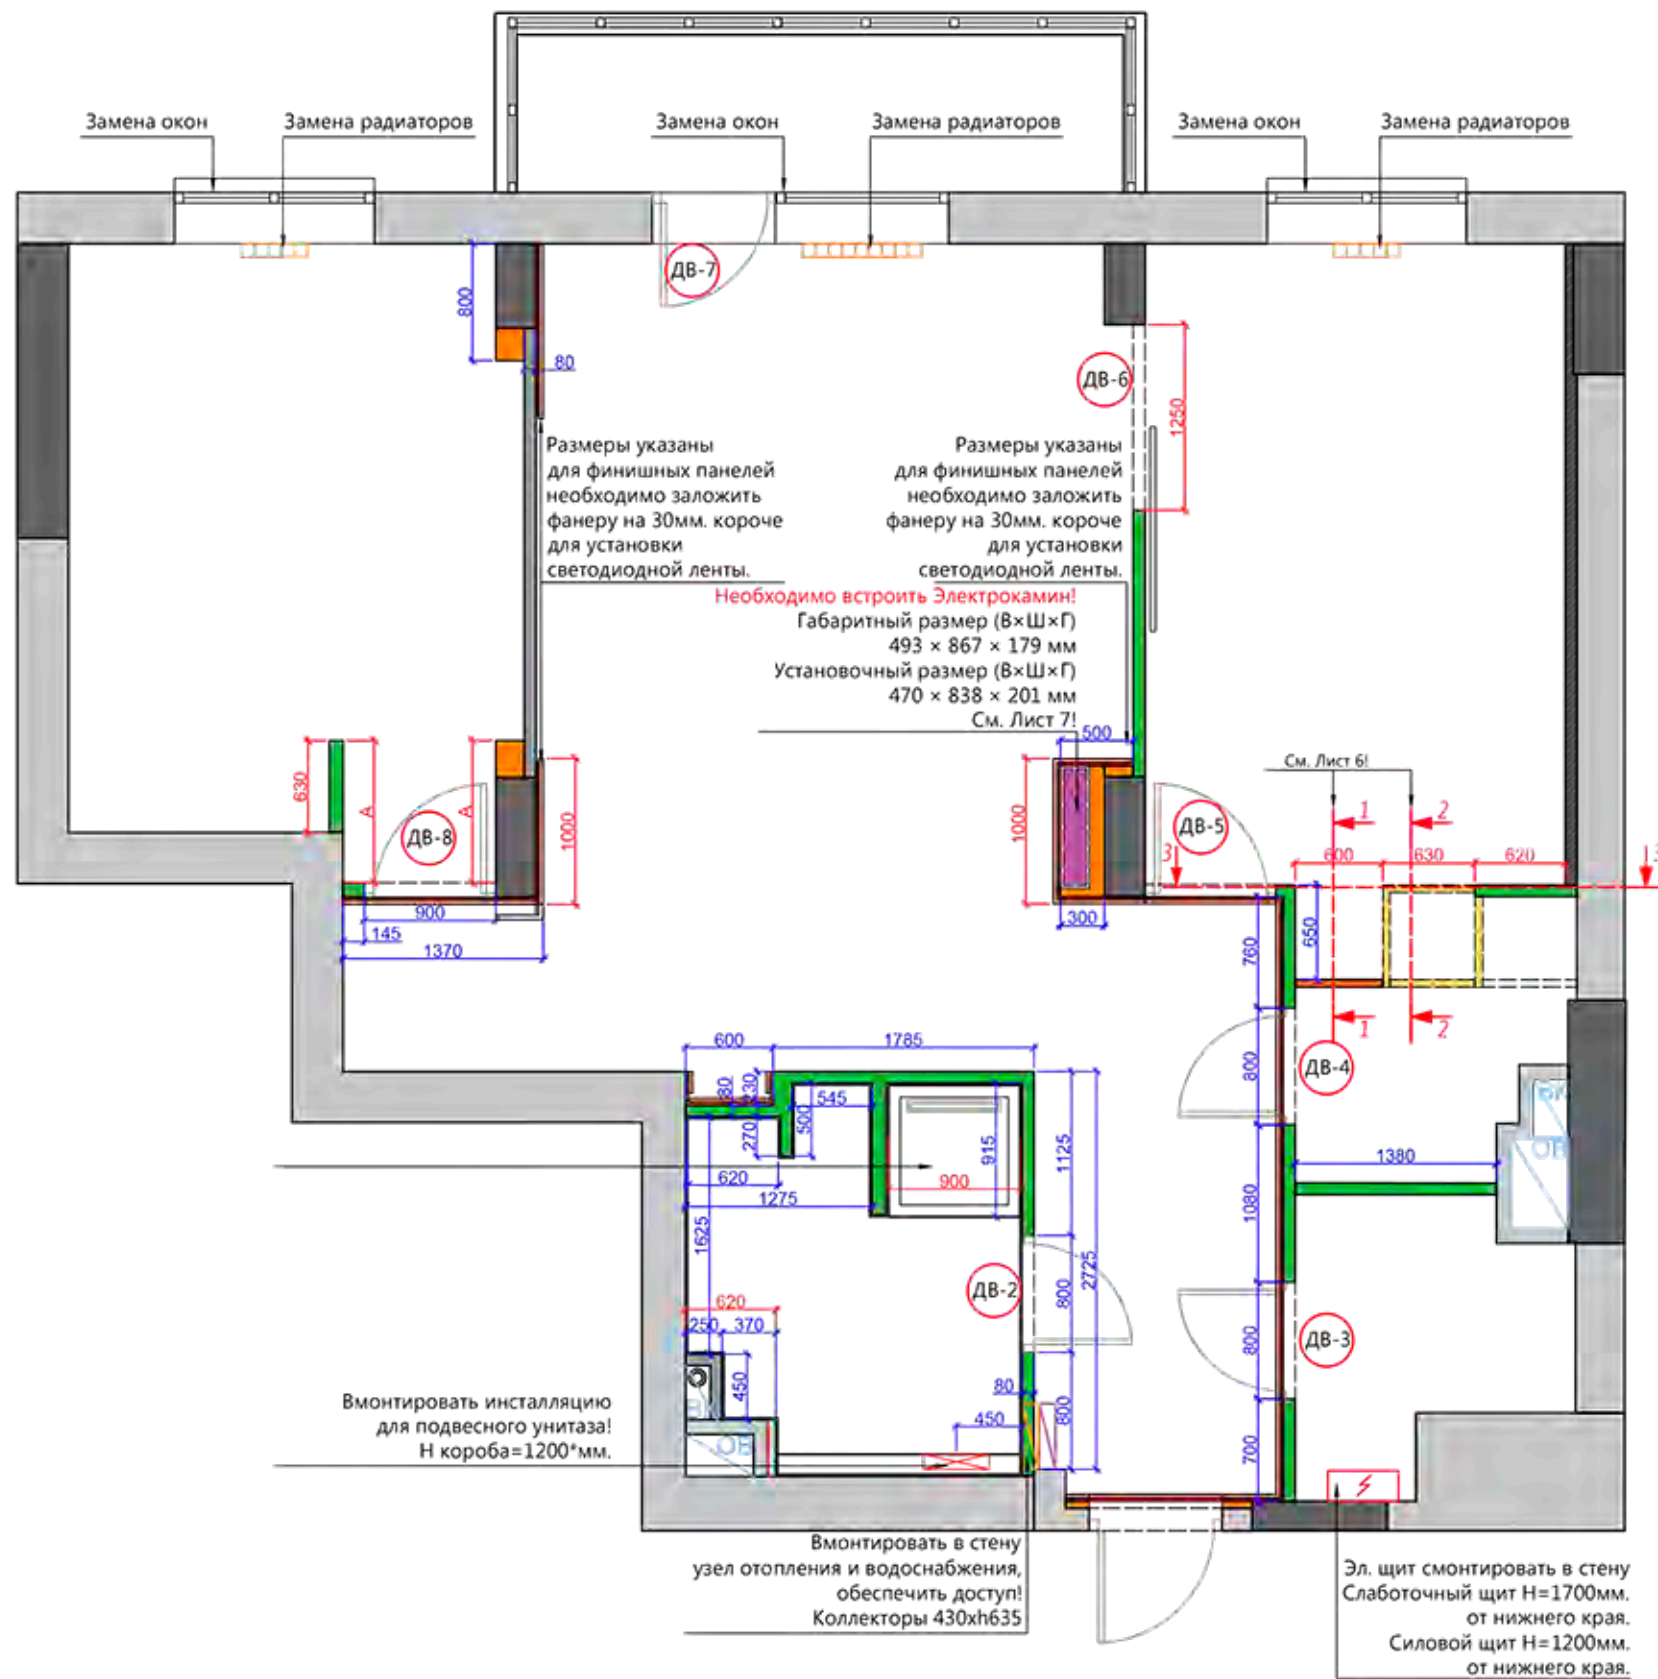 Замена окон
Замена радиаторов
Замена окон
Замена радиаторов
Замена окон
Замена радиаторов
ДВ-7
800
80
ДВ-6
1250
Размеры указаны
для финишных панелей
необходимо заложить
фанеру на 30мм. короче
для установки
светодиодной ленты.
Размеры указаны
для финишных панелей
необходимо заложить
фанеру на 30мм. короче
для установки
светодиодной ленты.
Необходимо встроить Электрокамин!
Габаритный размер (В×Ш×Г)
493 × 867 × 179 мм
Установочный размер (В×Ш×Г)
470 × 838 × 201 мм
См. Лист 7!
500
См. Лист 6!
630
А
А
ДВ-8
1000
1000
ДВ-5
1
2
3
3
600
630
620
900
145
1370
300
650
760
1
2
600
1785
80
230
545
500
270
915
800
ДВ-4
620
1275
900
1125
1380
1625
1080
2725
ДВ-2
800
620
250
370
800
ДВ-3
450
80
450
800
700
В
ОВ
ВК
ОВ
Вмонтировать инсталляцию
для подвесного унитаза!
Н короба=1200*мм.
Вмонтировать в стену
узел отопления и водоснабжения,
обеспечить доступ!
Коллекторы 430хh635
Эл. щит смонтировать в стену
Слаботочный щит Н=1700мм.
от нижнего края.
Силовой щит Н=1200мм.
от нижнего края.